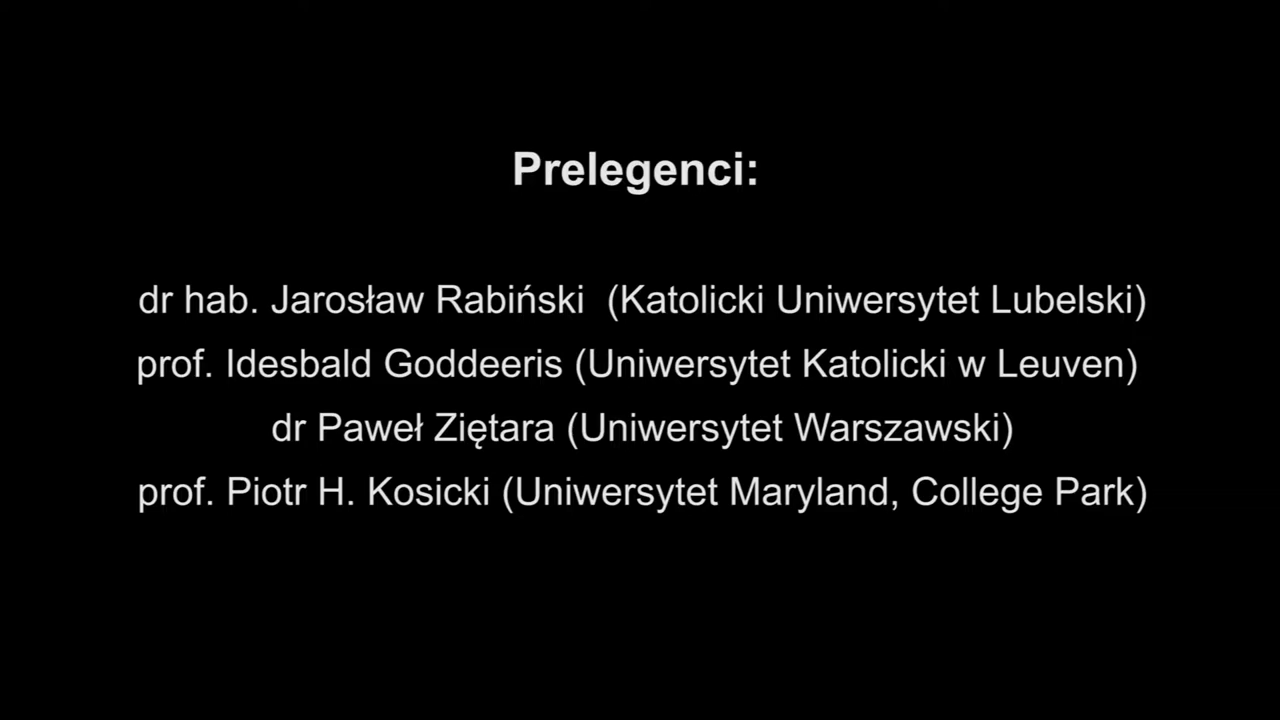 Prelegenci:
dr hab. Jarosław Rabiński (Katolicki Uniwersytet Lubelski)
prof. Idesbald Goddeeris (Uniwersytet Katolicki w Leuven)
dr Paweł Ziętara (Uniwersytet Warszawski)
prof. Piotr H. Kosicki (Uniwersytet Maryland, College Park)